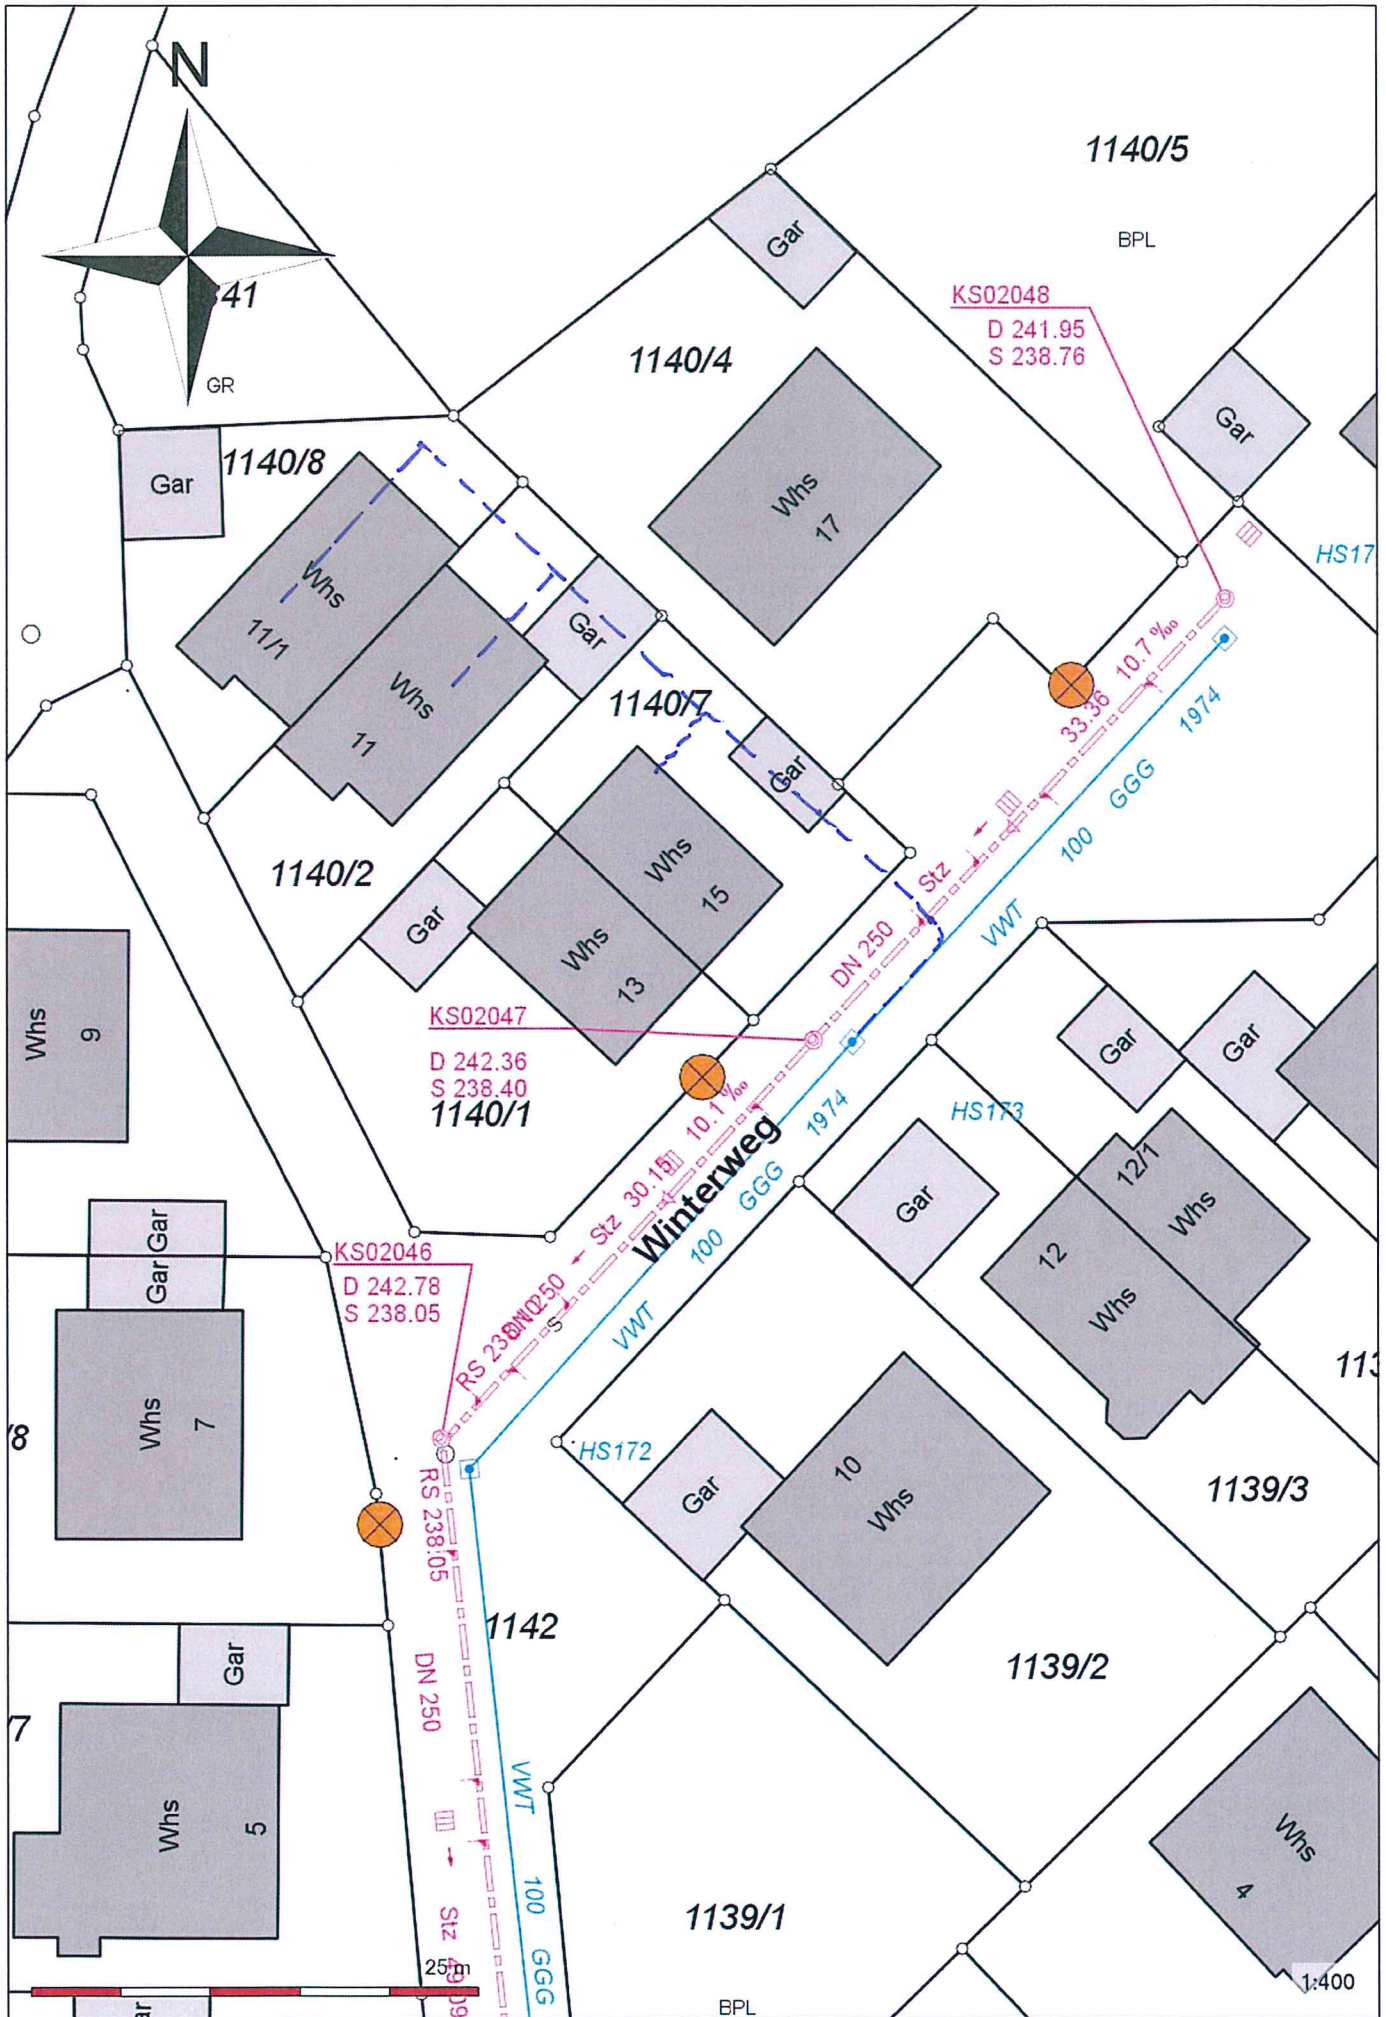 N
1140/5
BPL
Gar
41
KS02048
D 241.95
S 238.76
1140/4
GR
Gar
1140/8
Gar
Whs
17
HS17
Whs
11/1
Gar
Whs
11
1140/7
10.7 ‰
33.36
1974
GGG
100
Gar
Stz
VWT
1140/2
Whs
15
Gar
Whs
13
DN 250
Whs
9
KS02047
D 242.36
S 238.40
1140/1
Gar
Gar
10.1 ‰
1974
HS173
Winterweg
30.15
GGG
12/1
Whs
Gar
Stz
100
12
Whs
Gar
Gar
KS02046
D 242.78
S 238.05
DN 250
S
VWT
113
Whs
7
/8
HS172
10
Whs
Gar
1139/3
RS 238.05
1142
Gar
DN 250
1139/2
/7
Whs
5
VWT
Whs
4
100
Stz
1139/1
GGG
25 m
1:400
BPL